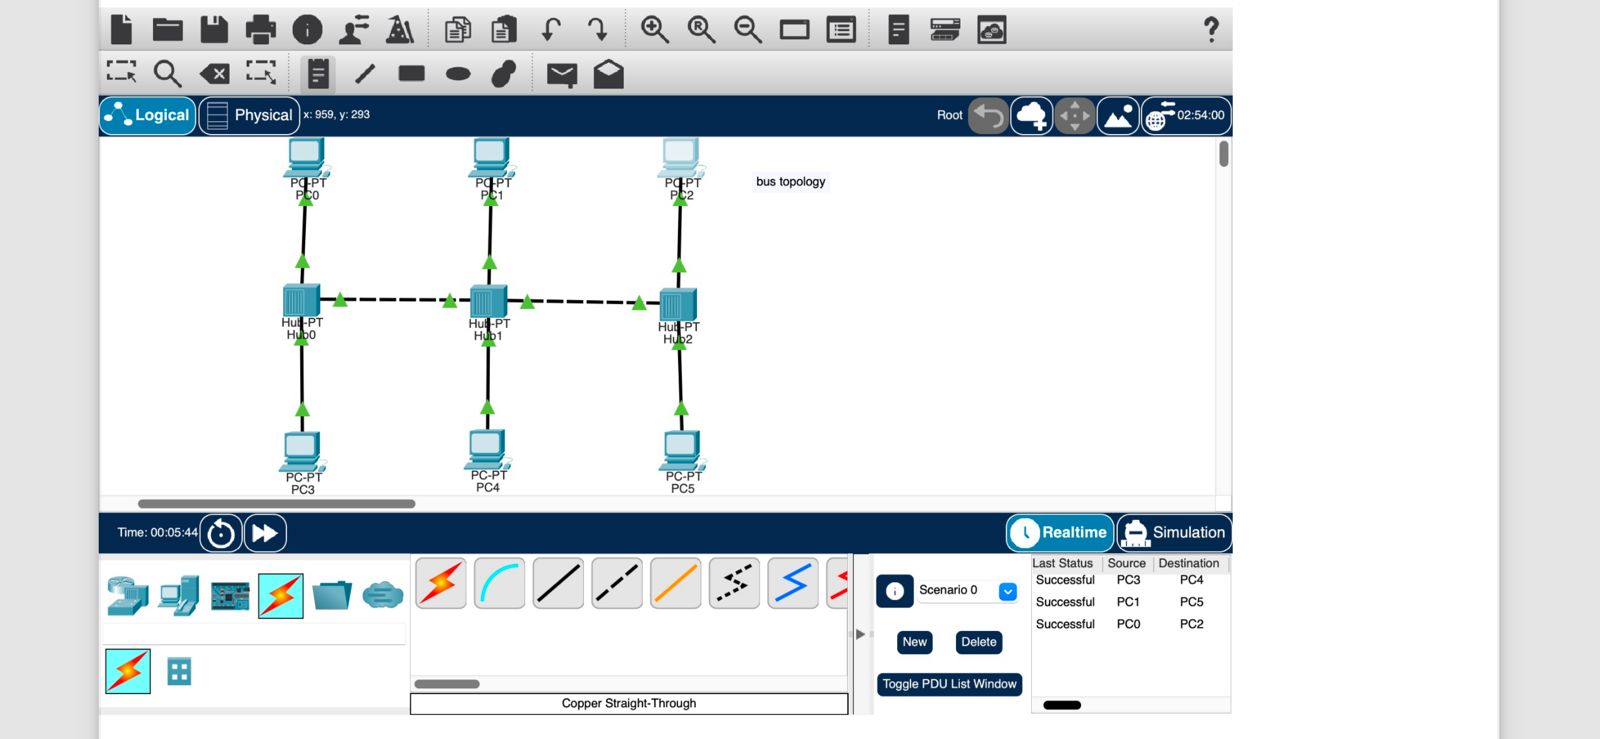 ?
Logical
Physical
x: 959, y: 293
Root
02:54:00
PC-PT
PC0
PC-PT
PC1
PC-PT
PC2
bus topology
Hub-PT
Hub0
Hub-PT
Hub1
Hub-PT
Hub2
PC-PT
PC3
PC-PT
PC4
PC-PT
PC5
Time: 00:05:44
Realtime
Simulation
Scenario 0
New
Delete
Toggle PDU List Window
Copper Straight-Through
Last Status Source Destination
Successful PC3 PC4
Successful PC1 PC5
Successful PC0 PC2